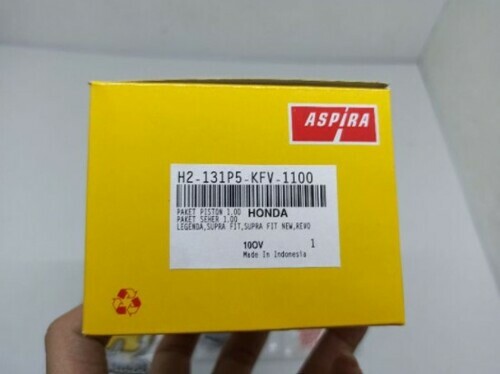 ASPIRA
H2-131P5-KFV-1100
PAKET PISTON 1.00 HONDA
PAKET SEHER 1.00
LEGENDA,SUPRA FIT,SUPRA FIT NEW,REVO
10OV 1
Made In Indonesia